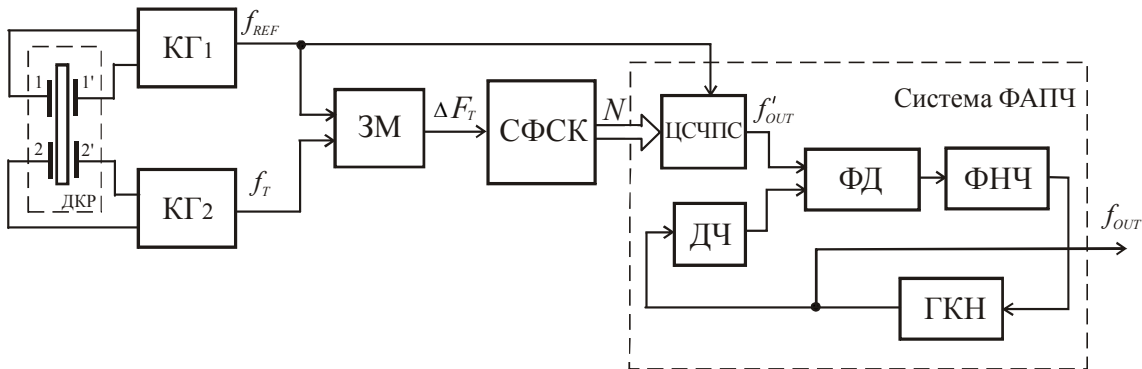 f_REF
КГ1
1 1'
2 2'
ДКР
КГ2
f_T
ЗМ
ΔF_T
СФСК
N
Система ФАПЧ
ЦСЧПС
f'_OUT
ФД
ФНЧ
ДЧ
f_OUT
ГКН